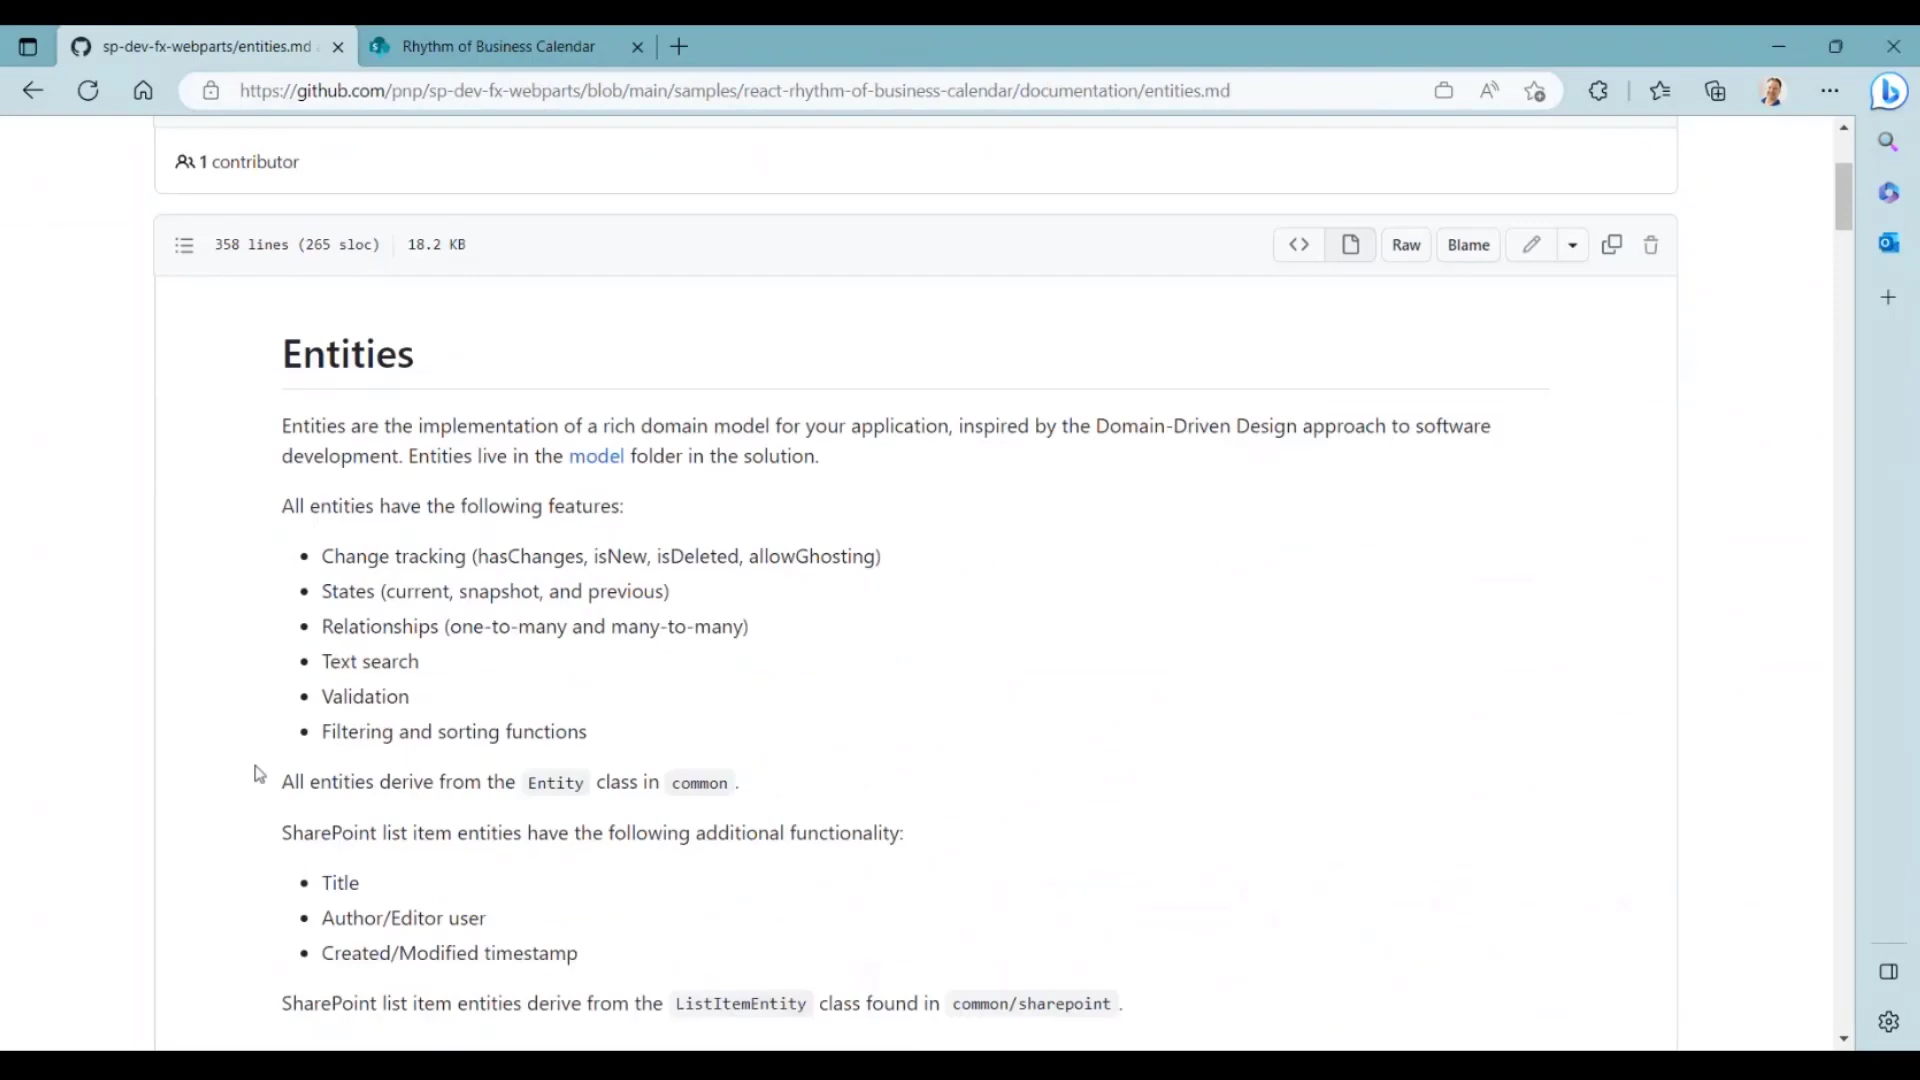 sp-dev-fx-webparts/entities.md
Rhythm of Business Calendar
https://github.com/pnp/sp-dev-fx-webparts/blob/main/samples/react-rhythm-of-business-calendar/documentation/entities.md
1 contributor
358 lines (265 sloc) 18.2 KB
Raw
Blame
Entities
Entities are the implementation of a rich domain model for your application, inspired by the Domain-Driven Design approach to software
development. Entities live in the model folder in the solution.
All entities have the following features:
• Change tracking (hasChanges, isNew, isDeleted, allowGhosting)
• States (current, snapshot, and previous)
• Relationships (one-to-many and many-to-many)
• Text search
• Validation
• Filtering and sorting functions
All entities derive from the Entity class in common.
SharePoint list item entities have the following additional functionality:
• Title
• Author/Editor user
• Created/Modified timestamp
SharePoint list item entities derive from the ListItemEntity class found in common/sharepoint.